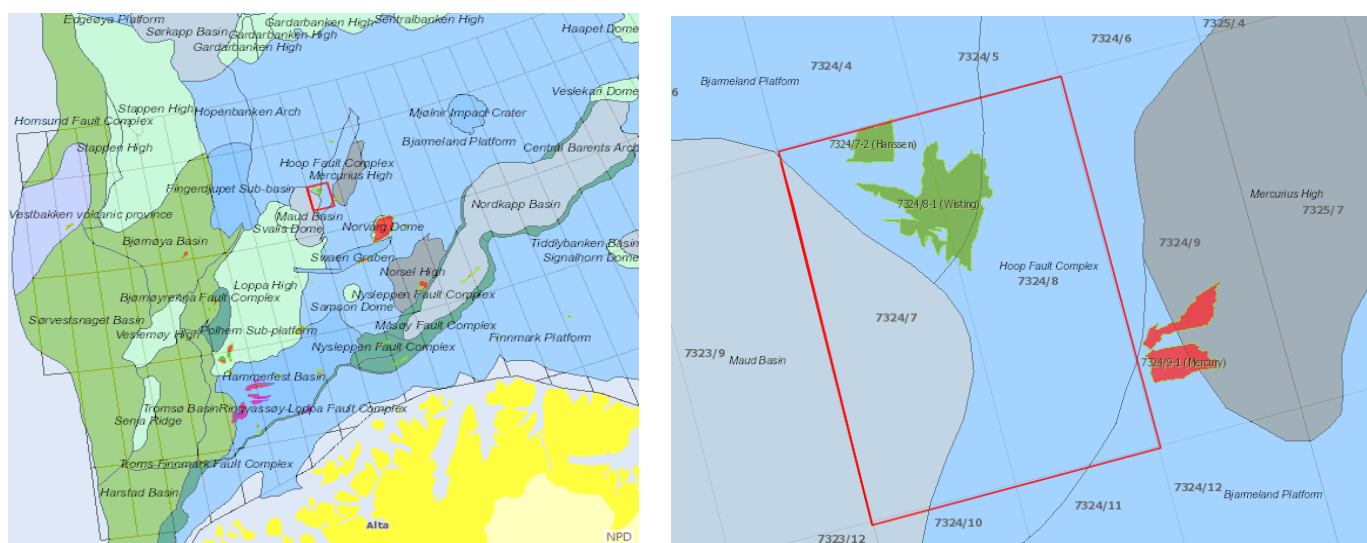 Edgeøya Platform
Gardarbanken High
Sentralbanken High
Sørkapp Basin
Gardarbanken High
Haapet Dome
Gardarbanken High
Veslekari Dome
Stappen High
Hopenbanken Arch
Mjølnir Impact Crater
Hornsund Fault Complex
Bjarmeland Platform
Stappen High
Central Barents Arch
Hoop Fault Complex
Mercurius High
Fingerdjupet Sub-basin
Nordkapp Basin
Vestbakken volcanic province
Maud Basin
Svalis Dome
Norvarg Dome
Bjørnøya Basin
Tiddlybanken Basin
Swaen Graben
Signalhorn Dome
Norsel High
Loppa High
Bjørnøyrenna Fault Complex
Nysleppen Fault Complex
Samson Dome
Sørvestsnaget Basin
Veslemøy High
Polhem Sub-platform
Måsøy Fault Complex
Finnmark Platform
Nysleppen Fault Complex
Hammerfest Basin
Tromsø Basin
Ringvassøy-Loppa Fault Complex
Senja Ridge
Troms-Finnmark Fault Complex
Harstad Basin
Alta
NPD
7325/4
7324/6
7324/5
7324/4
Bjarmeland Platform
6
7324/7-2 (Hanssen)
Mercurius High
7324/8-1 (Wisting)
7325/7
7324/9
Hoop Fault Complex
7324/8
7324/7
7323/9
Maud Basin
7324/9-1 (Mercury)
7324/12
Bjarmeland Platform
7324/11
7324/10
7323/12